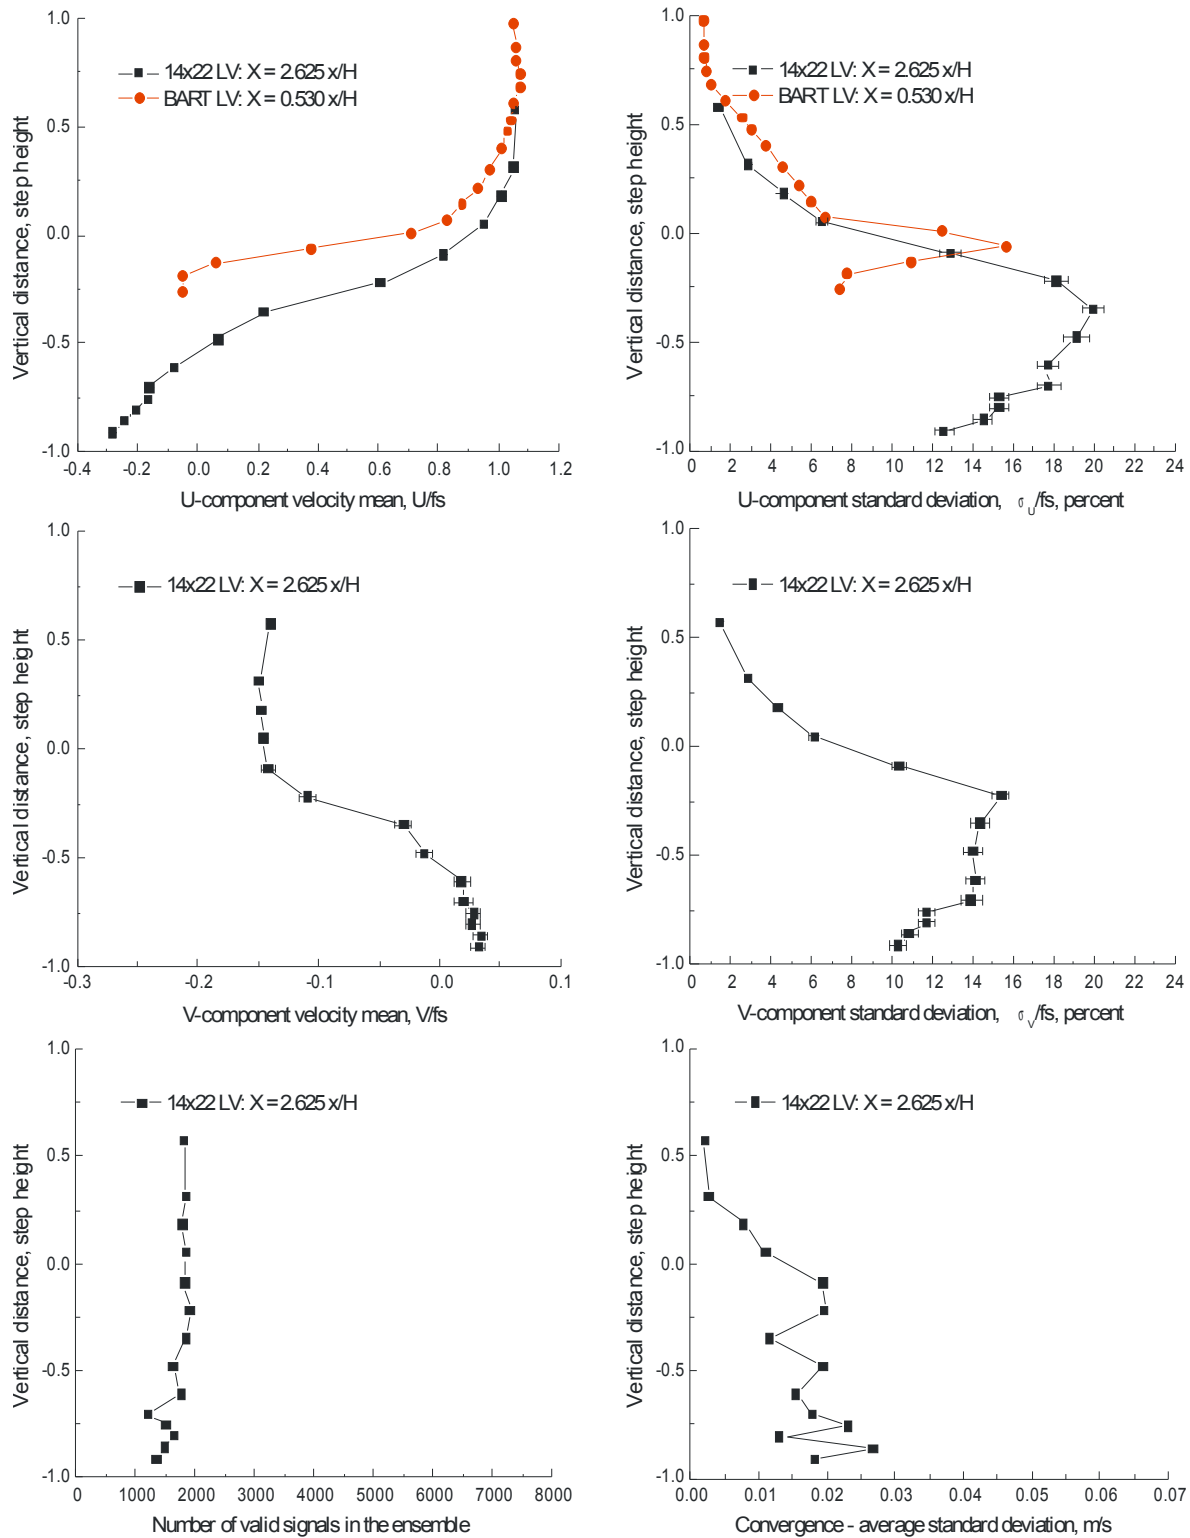 1.0
0.5
0.0
-0.5
-1.0
Vertical distance, step height
14x22 LV: X = 2.625 x/H
BART LV: X = 0.530 x/H
-0.4 -0.2 0.0 0.2 0.4 0.6 0.8 1.0 1.2
U-component velocity mean, U/fs
1.0
0.5
0.0
-0.5
-1.0
Vertical distance, step height
14x22 LV: X = 2.625 x/H
BART LV: X = 0.530 x/H
0 2 4 6 8 10 12 14 16 18 20 22 24
U-component standard deviation, σU/fs, percent
1.0
0.5
0.0
-0.5
-1.0
Vertical distance, step height
14x22 LV: X = 2.625 x/H
-0.3 -0.2 -0.1 0.0 0.1
V-component velocity mean, V/fs
1.0
0.5
0.0
-0.5
-1.0
Vertical distance, step height
14x22 LV: X = 2.625 x/H
0 2 4 6 8 10 12 14 16 18 20 22 24
V-component standard deviation, σV/fs, percent
1.0
0.5
0.0
-0.5
-1.0
Vertical distance, step height
14x22 LV: X = 2.625 x/H
0 1000 2000 3000 4000 5000 6000 7000 8000
Number of valid signals in the ensemble
1.0
0.5
0.0
-0.5
-1.0
Vertical distance, step height
14x22 LV: X = 2.625 x/H
0.00 0.01 0.02 0.03 0.04 0.05 0.06 0.07
Convergence - average standard deviation, m/s